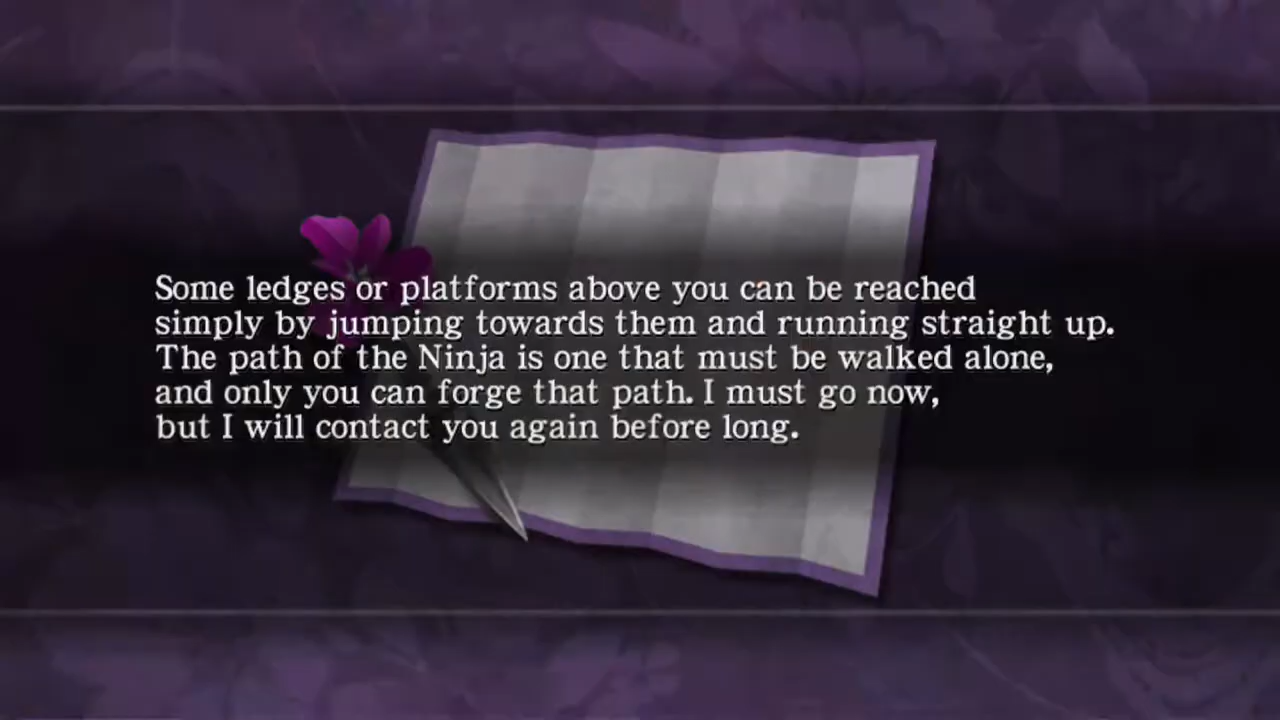 Some ledges or platforms above you can be reached
simply by jumping towards them and running straight up.
The path of the Ninja is one that must be walked alone,
and only you can forge that path. I must go now,
but I will contact you again before long.